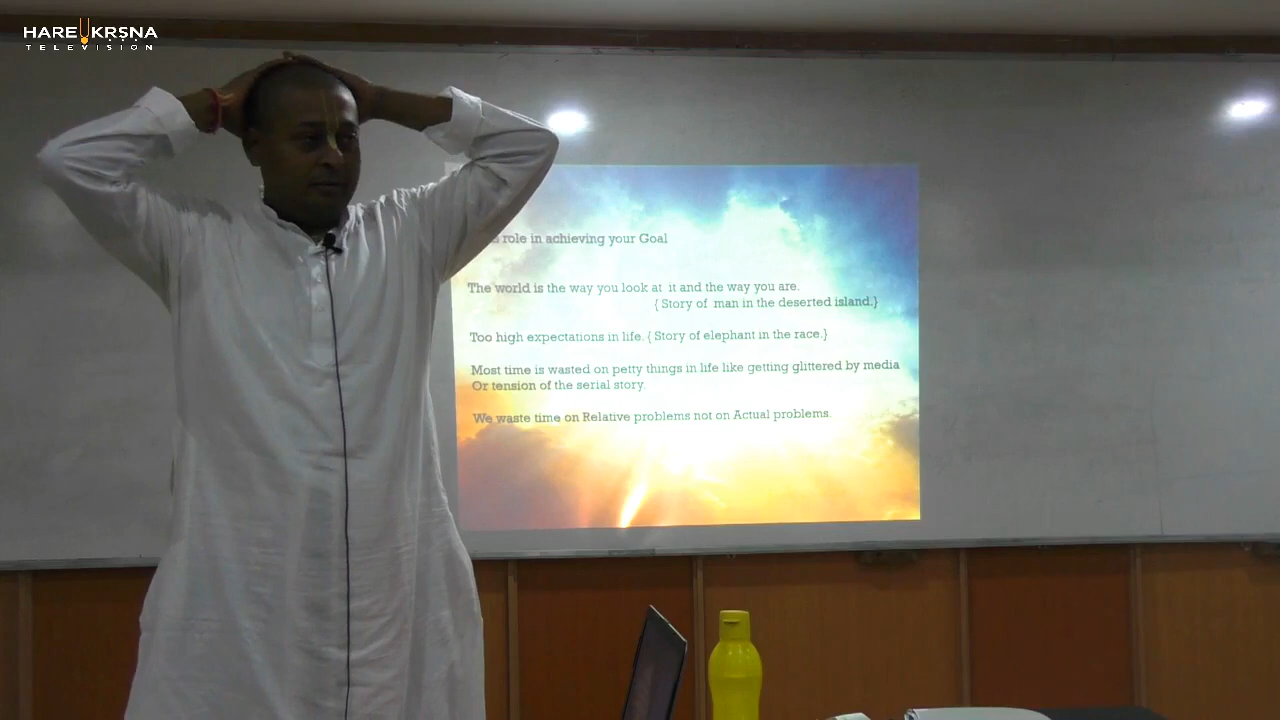 HARE KRSNA
TELEVISION
role in achieving your Goal
The world is the way you look at it and the way you are.
{ Story of man in the deserted island.}
Too high expectations in life. { Story of elephant in the race.}
Most time is wasted on petty things in life like getting glittered by media
Or tension of the serial story.
We waste time on Relative problems not on Actual problems.